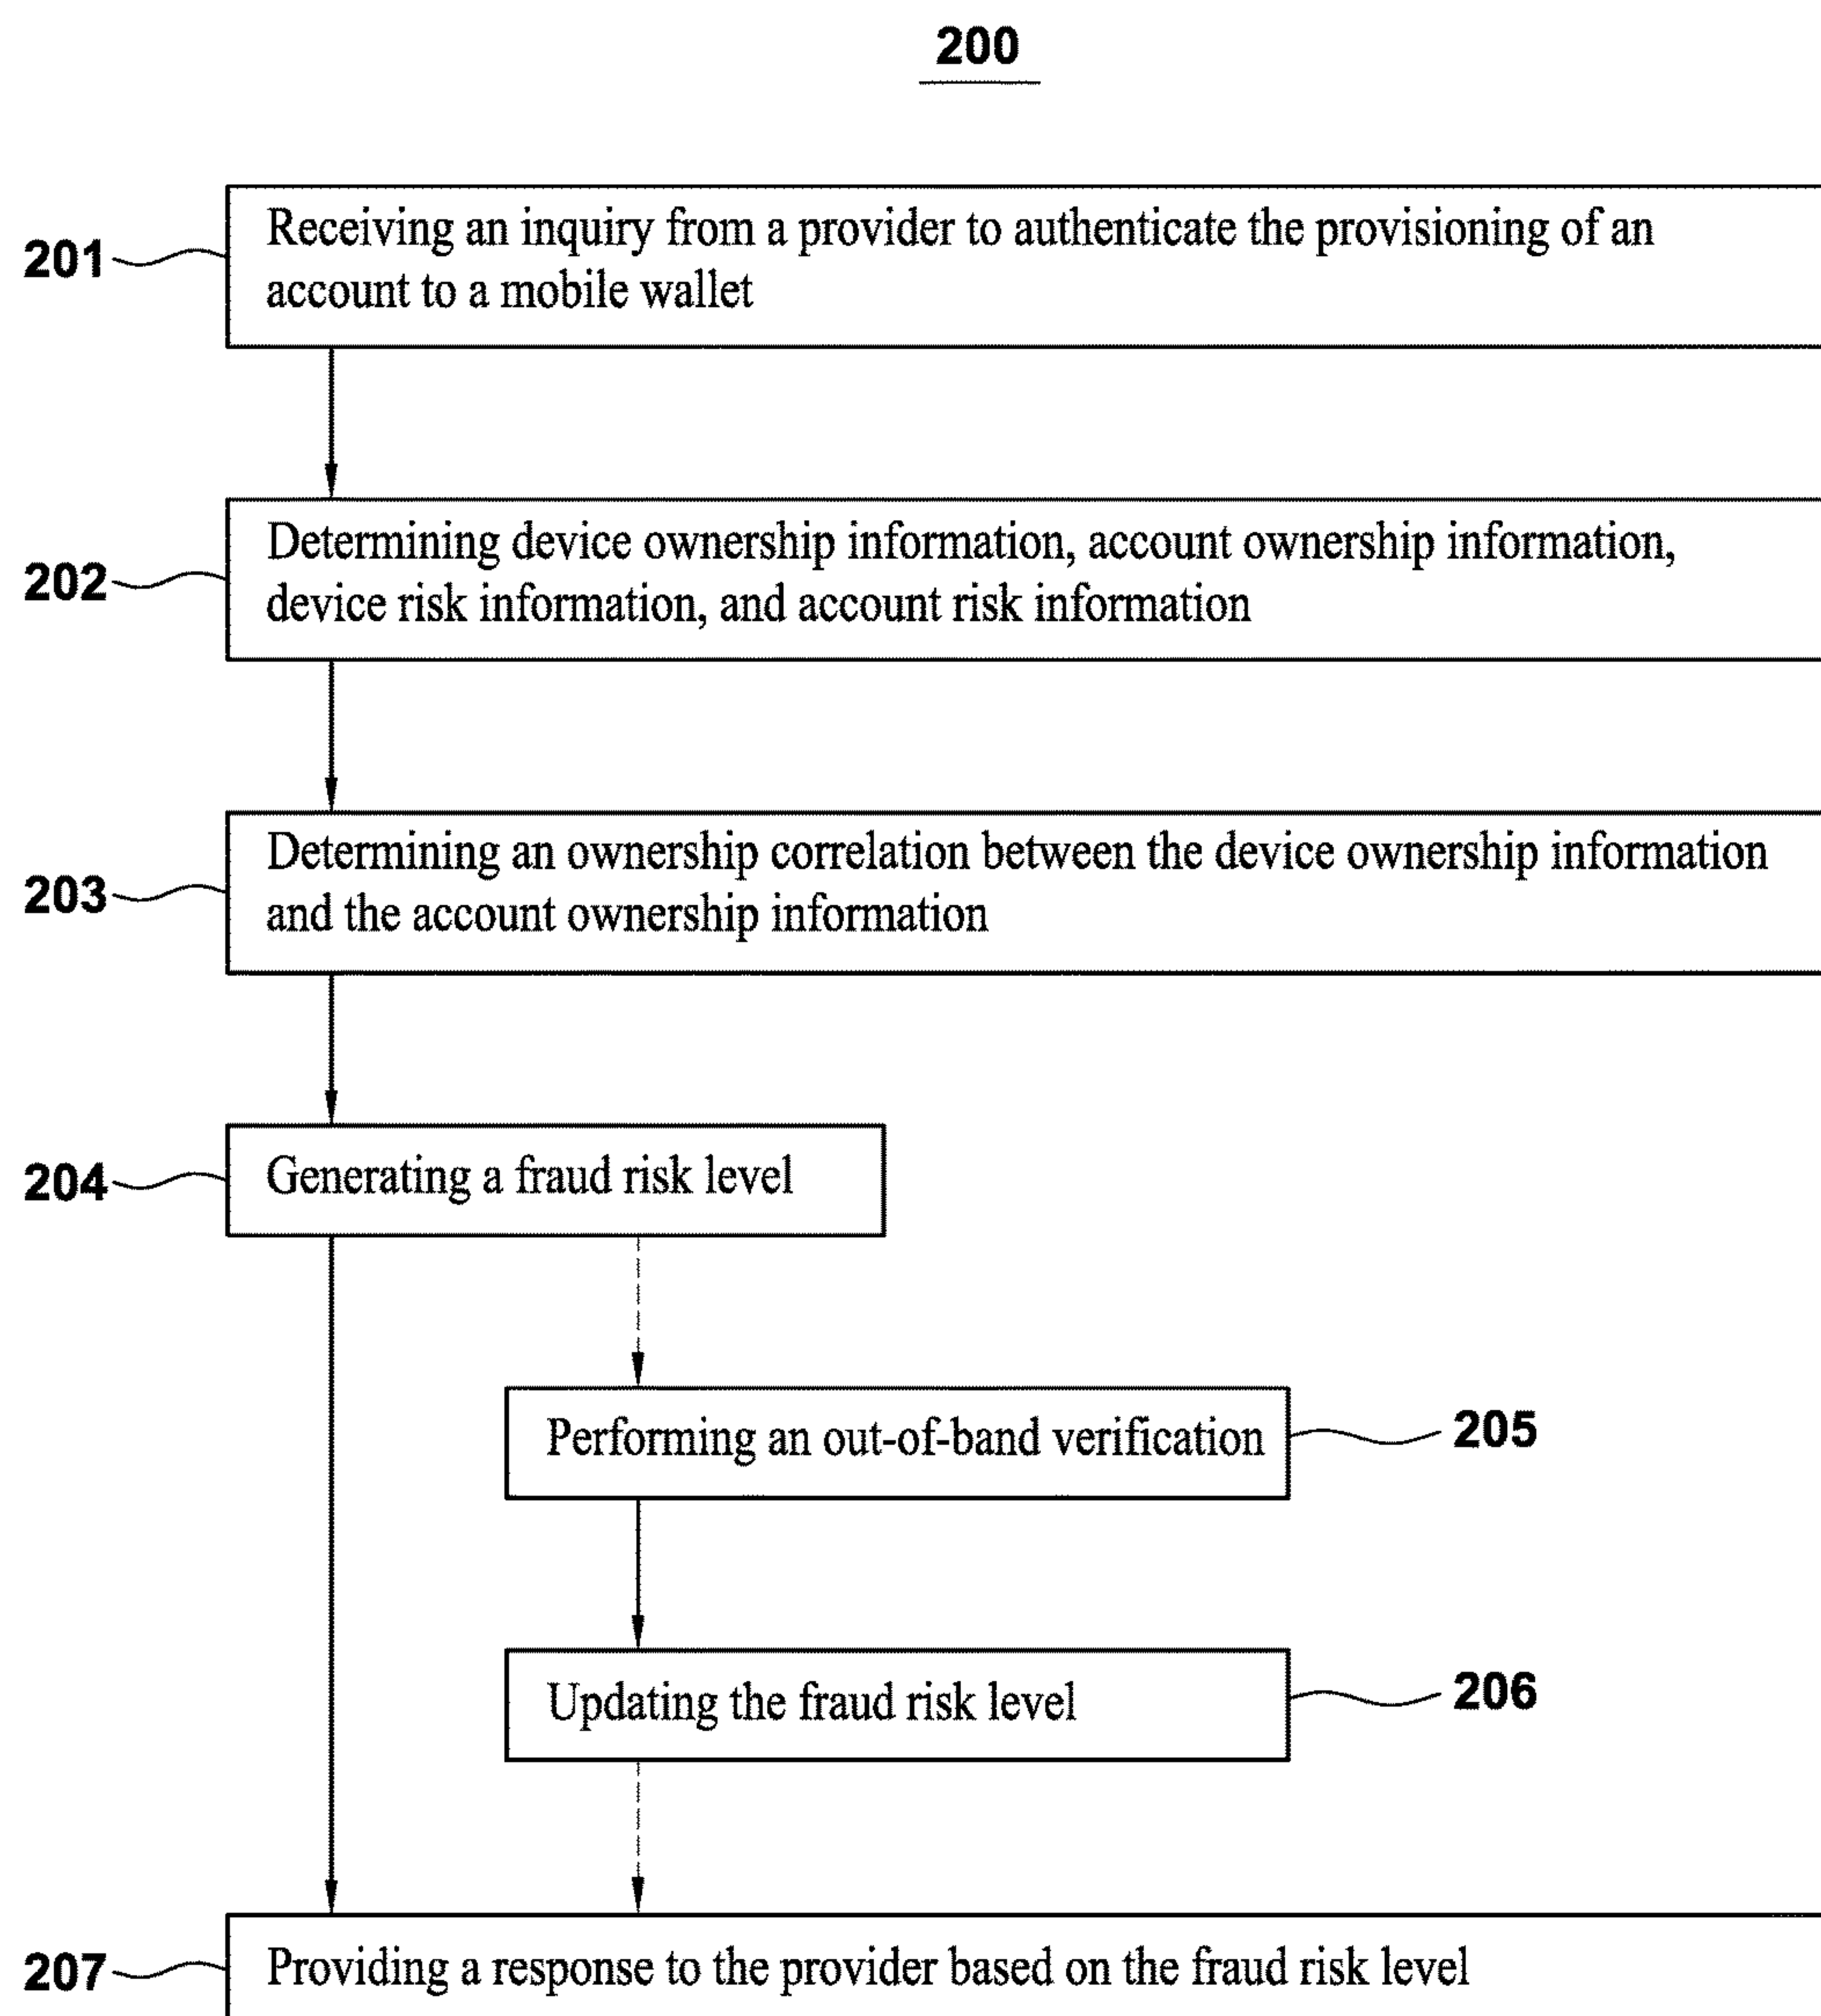 200
201
Receiving an inquiry from a provider to authenticate the provisioning of an
account to a mobile wallet
202
Determining device ownership information, account ownership information,
device risk information, and account risk information
203
Determining an ownership correlation between the device ownership information
and the account ownership information
204
Generating a fraud risk level
Performing an out-of-band verification
205
Updating the fraud risk level
206
207
Providing a response to the provider based on the fraud risk level